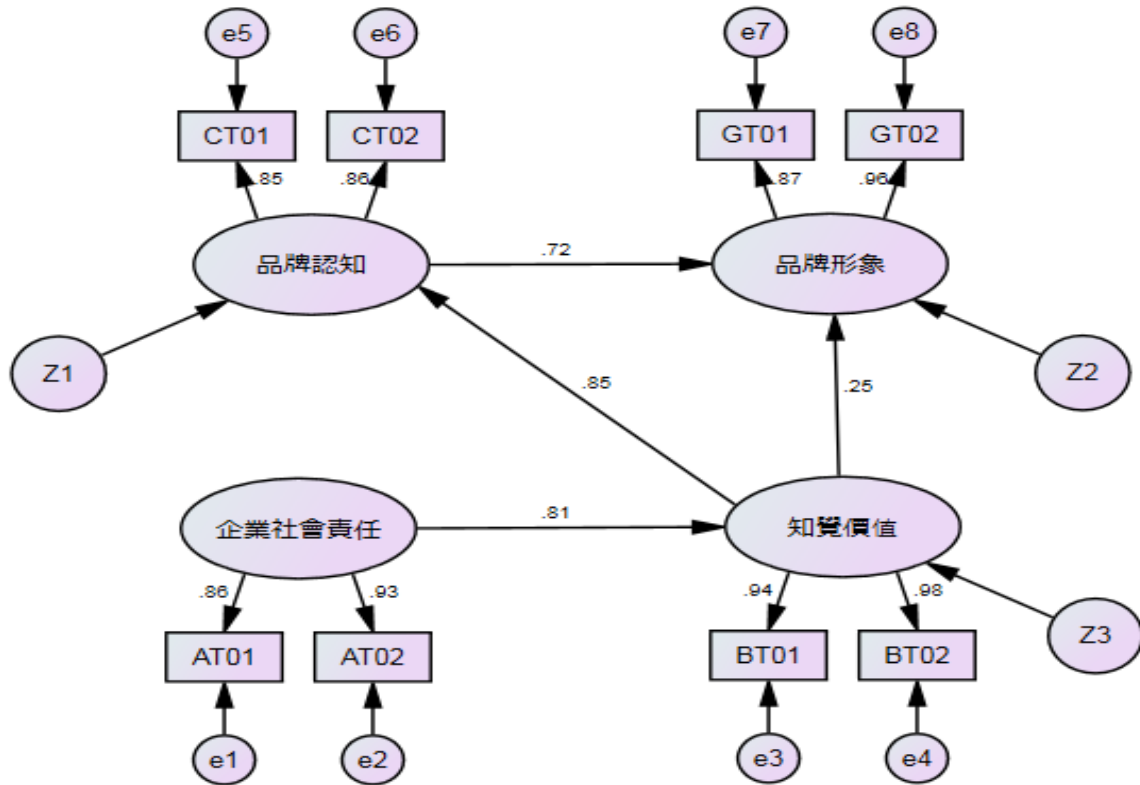 e5
e6
e7
e8
CT01
CT02
GT01
GT02
.85
.86
.87
.96
品牌認知
.72
品牌形象
Z1
Z2
.85
.25
企業社會責任
.81
知覺價值
.86
.93
.94
.98
Z3
AT01
AT02
BT01
BT02
e1
e2
e3
e4